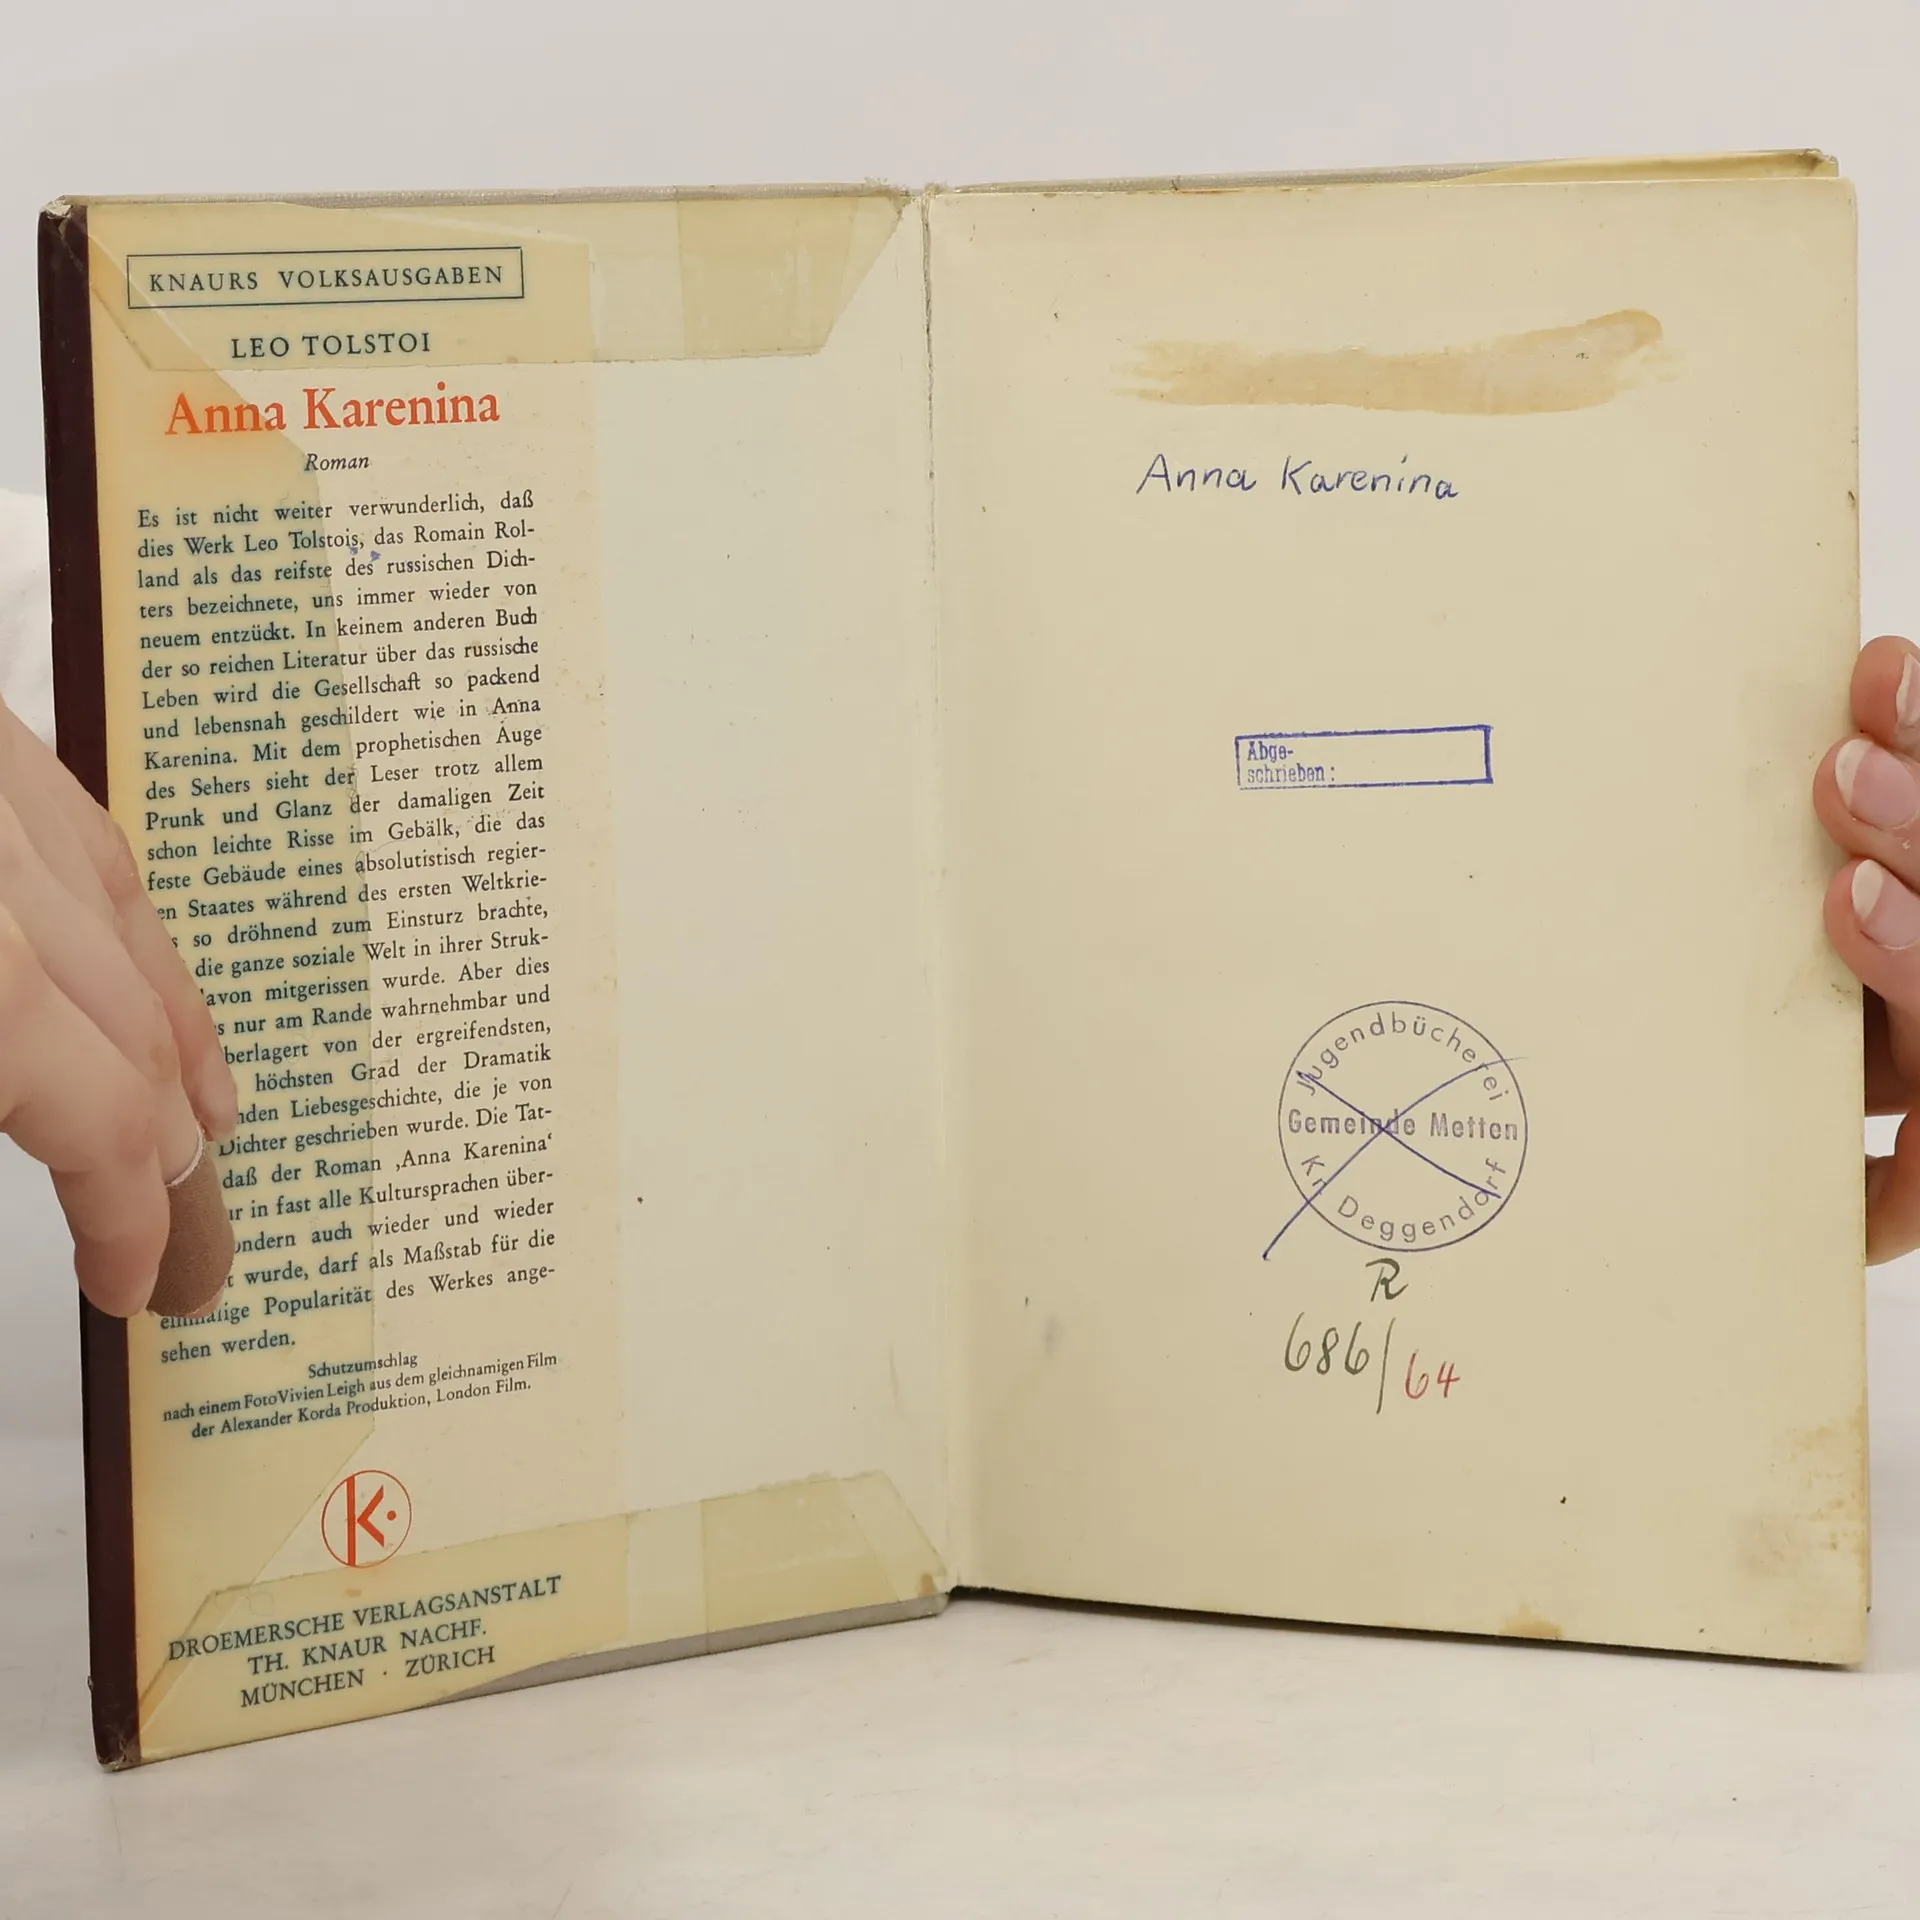 KNAURS VOLKSAUSGABEN
LEO TOLSTOI
Anna Karenina
Roman
Es ist nicht weiter verwunderlich, daß
dies Werk Leo Tolstois, das Romain Rol-
land als das reifste des russischen Dich-
ters bezeichnete, uns immer wieder von
neuem entzückt. In keinem anderen Buch
der so reichen Literatur über das russische
Leben wird die Gesellschaft so packend
und lebensnah geschildert wie in Anna
Karenina. Mit dem prophetischen Auge
des Sehers sieht der Leser trotz allem
Prunk und Glanz der damaligen Zeit
schon leichte Risse im Gebälk, die das
feste Gebäude eines absolutistisch regier-
en Staates während des ersten Weltkrie-
s so dröhnend zum Einsturz brachte,
die ganze soziale Welt in ihrer Struk-
avon mitgerissen wurde. Aber dies
s nur am Rande wahrnehmbar und
berlagert von der ergreifendsten,
höchsten Grad der Dramatik
nden Liebesgeschichte, die je von
Dichter geschrieben wurde. Die Tat-
daß der Roman ‚Anna Karenina‘
ur in fast alle Kultursprachen über-
ondern auch wieder und wieder
t wurde, darf als Maßstab für die
einmalige Popularität des Werkes ange-
sehen werden.
Schutzumschlag
nach einem Foto Vivien Leigh aus dem gleichnamigen Film
der Alexander Korda Produktion, London Film.
K.
DROEMERSCHE VERLAGSANSTALT
TH. KNAUR NACHF.
MÜNCHEN · ZÜRICH
Anna Karenina
Abge-
schrieben:
Jugendbücherei
Gemeinde Metten
Kr. Deggendorf
R
686/64